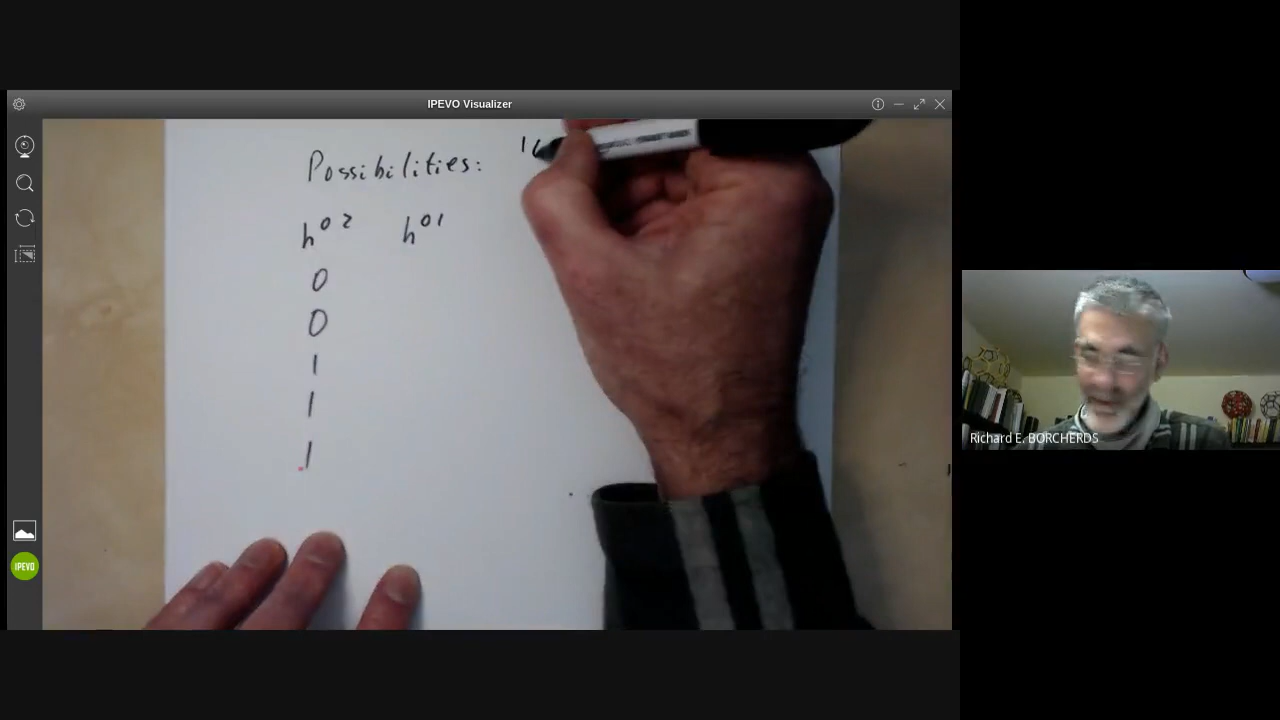 IPEVO Visualizer
Possibilities:
h⁰² h⁰¹
0
0
1
1
1
IPEVO
Richard E. BORCHERDS